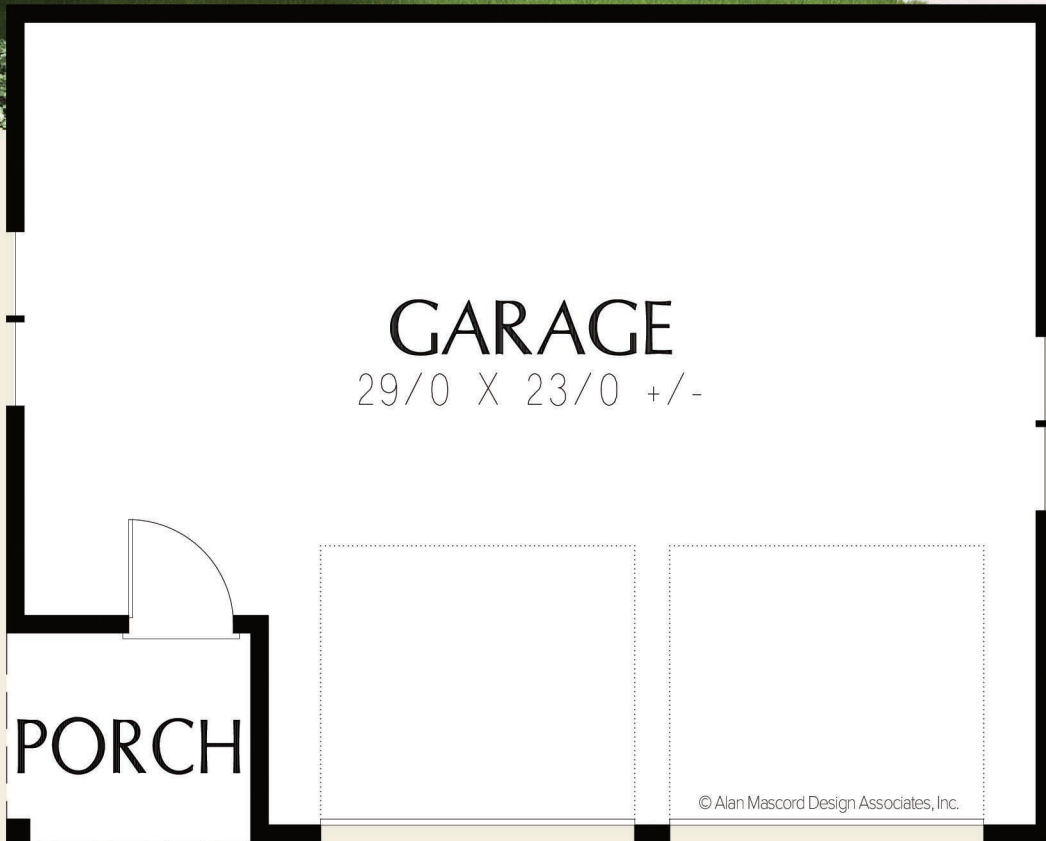 GARAGE
29/0 X 23/0 +/-
PORCH
© Alan Mascord Design Associates, Inc.